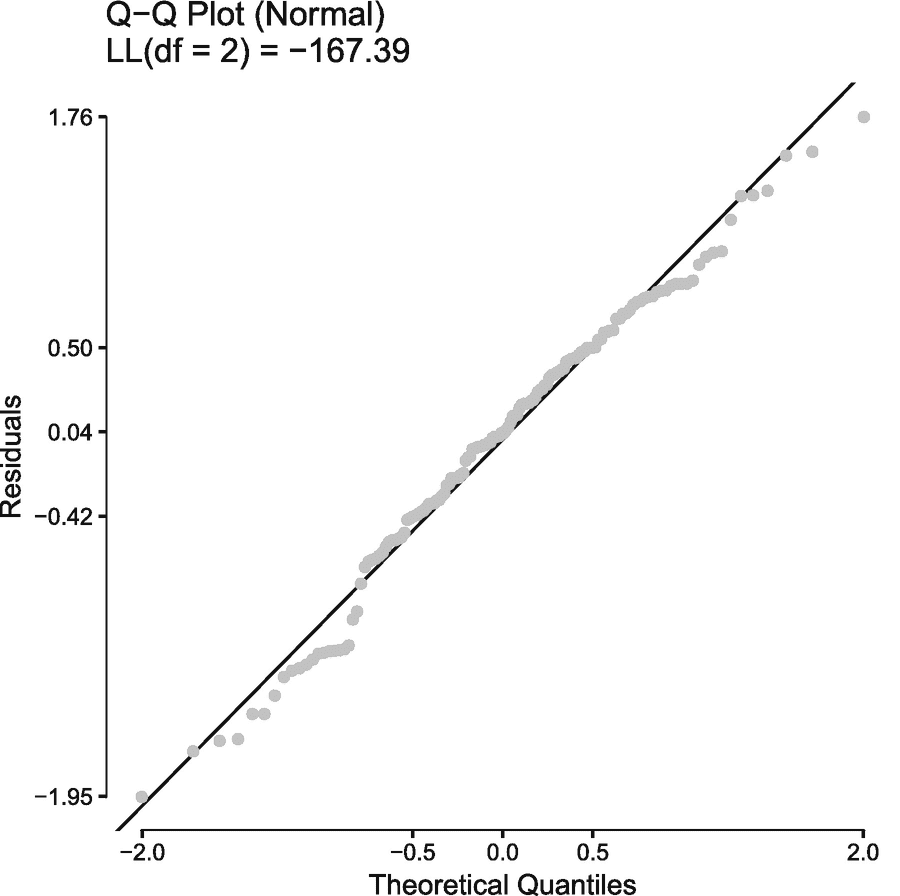 Q−Q Plot (Normal)
LL(df = 2) = −167.39
1.76
0.50
0.04
−0.42
−1.95
Residuals
−2.0 −0.5 0.0 0.5 2.0
Theoretical Quantiles